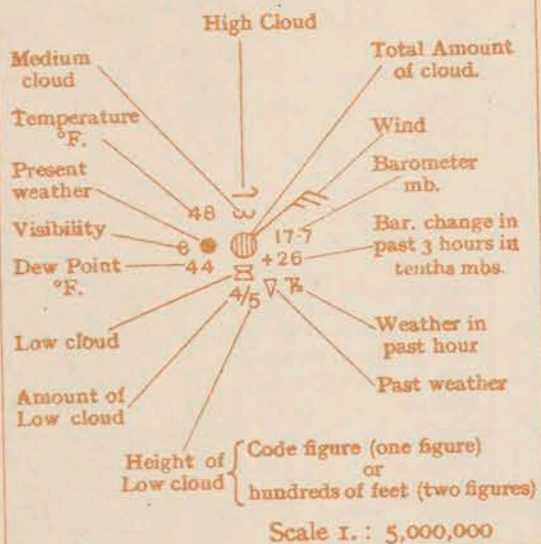 High Cloud
Medium
cloud
Total Amount
of cloud.
Temperature
°F.
Wind
Present
weather
Barometer
mb.
48
Visibility
8
17·7
Bar. change in
past 3 hours in
tenths mbs.
+26
Dew Point
°F.
44
4/5
Low cloud
Weather in
past hour
Amount of
Low cloud
Past weather
Height of
Low cloud
Code figure (one figure)
or
hundreds of feet (two figures)
Scale 1. : 5,000,000